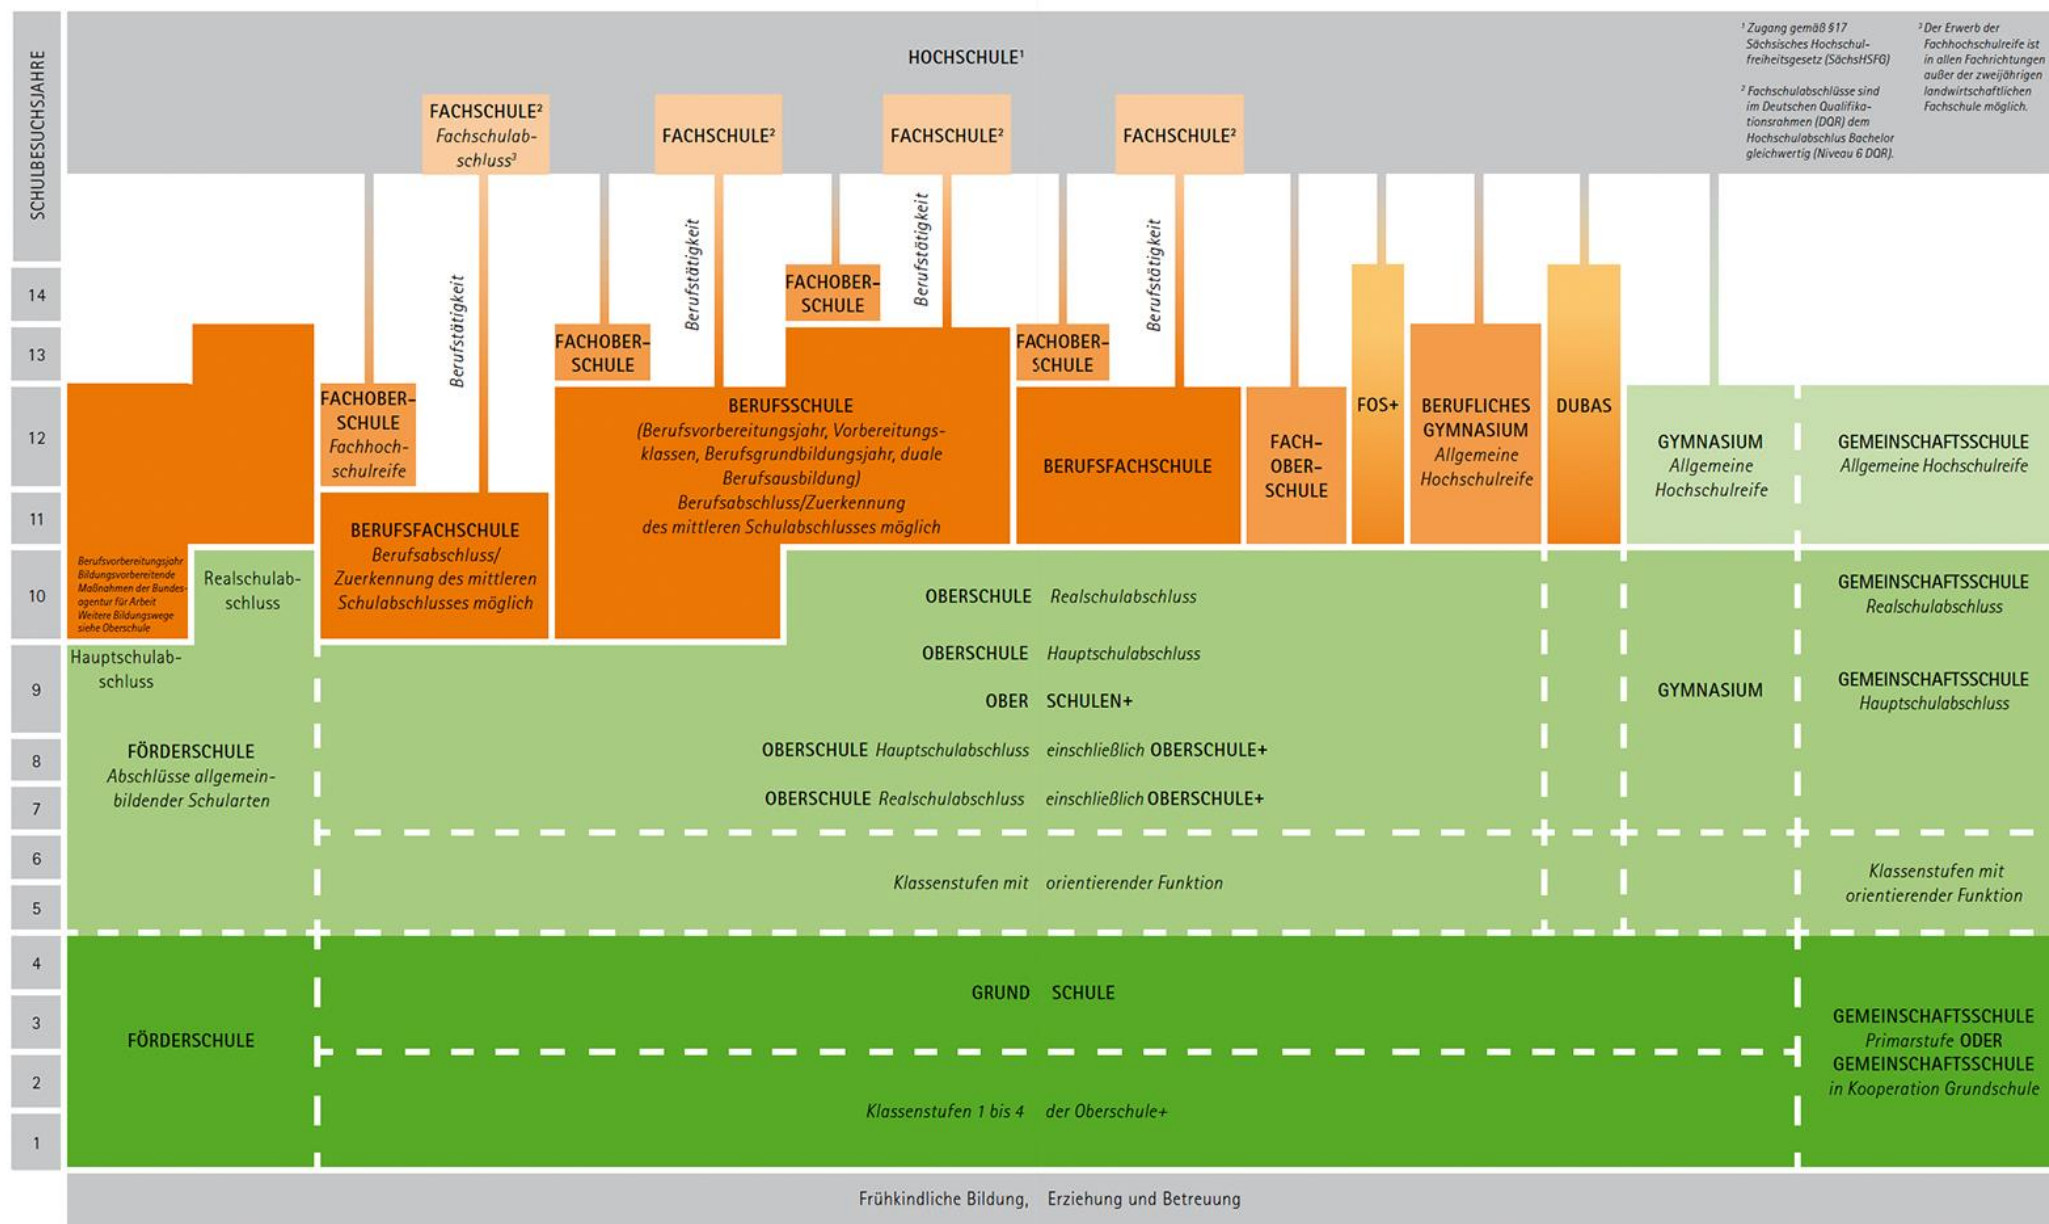 SCHULBESUCHSJAHRE
HOCHSCHULE¹
¹ Zugang gemäß §17
Sächsisches Hochschul-
freiheitsgesetz (SächsHSFG)
² Fachschulabschlüsse sind
im Deutschen Qualifika-
tionsrahmen (DQR) dem
Hochschulabschlus Bachelor
gleichwertig (Niveau 6 DQR).
³ Der Erwerb der
Fachhochschulreife ist
in allen Fachrichtungen
außer der zweijährigen
landwirtschaftlichen
Fachschule möglich.
FACHSCHULE²
Fachschulab-
schluss³
FACHSCHULE²
FACHSCHULE²
FACHSCHULE²
Berufstätigkeit
Berufstätigkeit
Berufstätigkeit
Berufstätigkeit
14
FACHOBER-
SCHULE
13
FACHOBER-
SCHULE
FACHOBER-
SCHULE
12
FACHOBER-
SCHULE
Fachhoch-
schulreife
BERUFSSCHULE
(Berufsvorbereitungsjahr, Vorbereitungs-
klassen, Berufsgrundbildungsjahr, duale
Berufsausbildung)
Berufsabschluss/Zuerkennung
des mittleren Schulabschlusses möglich
BERUFSFACHSCHULE
FACH-
OBER-
SCHULE
FOS+
BERUFLICHES
GYMNASIUM
Allgemeine
Hochschulreife
DUBAS
GYMNASIUM
Allgemeine
Hochschulreife
GEMEINSCHAFTSSCHULE
Allgemeine Hochschulreife
11
BERUFSFACHSCHULE
Berufsabschluss/
Zuerkennung des mittleren
Schulabschlusses möglich
10
Berufsvorbereitungsjahr
Bildungsvorbereitende
Maßnahmen der Bundes-
agentur für Arbeit
Weitere Bildungswege
siehe Oberschule
Realschulab-
schluss
OBERSCHULE Realschulabschluss
GEMEINSCHAFTSSCHULE
Realschulabschluss
9
Hauptschulab-
schluss
OBERSCHULE Hauptschulabschluss
OBER SCHULEN+
GYMNASIUM
GEMEINSCHAFTSSCHULE
Hauptschulabschluss
8
FÖRDERSCHULE
Abschlüsse allgemein-
bildender Schularten
OBERSCHULE Hauptschulabschluss einschließlich OBERSCHULE+
7
OBERSCHULE Realschulabschluss einschließlich OBERSCHULE+
6
5
Klassenstufen mit orientierender Funktion
Klassenstufen mit
orientierender Funktion
4
GRUND SCHULE
3
FÖRDERSCHULE
GEMEINSCHAFTSSCHULE
Primarstufe ODER
GEMEINSCHAFTSSCHULE
in Kooperation Grundschule
2
Klassenstufen 1 bis 4 der Oberschule+
1
Frühkindliche Bildung, Erziehung und Betreuung